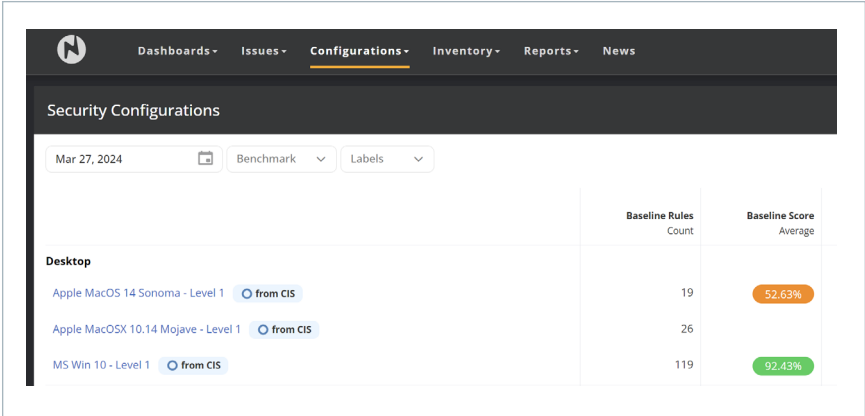 Dashboards Issues Configurations Inventory Reports News
Security Configurations
Mar 27, 2024 Benchmark Labels
Baseline Rules Baseline Score
Count Average
Desktop
Apple MacOS 14 Sonoma - Level 1 from CIS 19 52.63%
Apple MacOSX 10.14 Mojave - Level 1 from CIS 26
MS Win 10 - Level 1 from CIS 119 92.43%